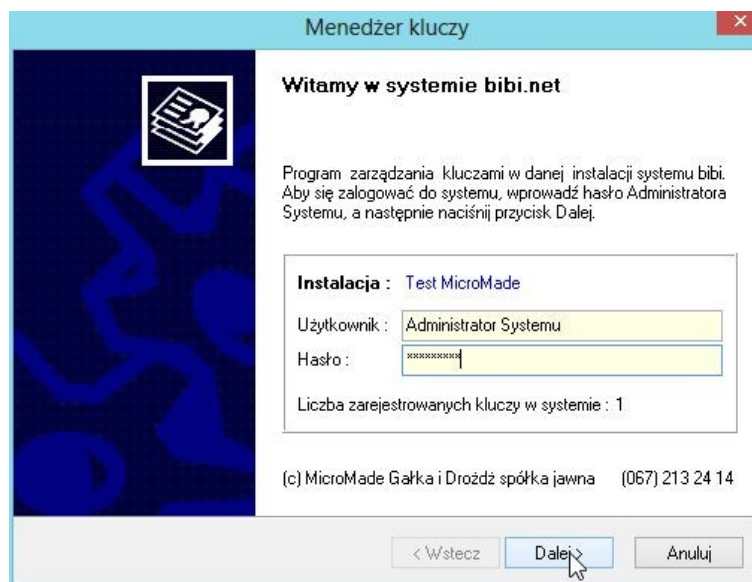 Menedżer kluczy
Witamy w systemie bibi.net
Program zarządzania kluczami w danej instalacji systemu bibi.
Aby się zalogować do systemu, wprowadź hasło Administratora
Systemu, a następnie naciśnij przycisk Dalej.
Instalacja : Test MicroMade
Użytkownik : Administrator Systemu
Hasło : *********
Liczba zarejestrowanych kluczy w systemie : 1
(c) MicroMade Gałka i Drożdż spółka jawna (067) 213 24 14
< Wstecz Dalej > Anuluj